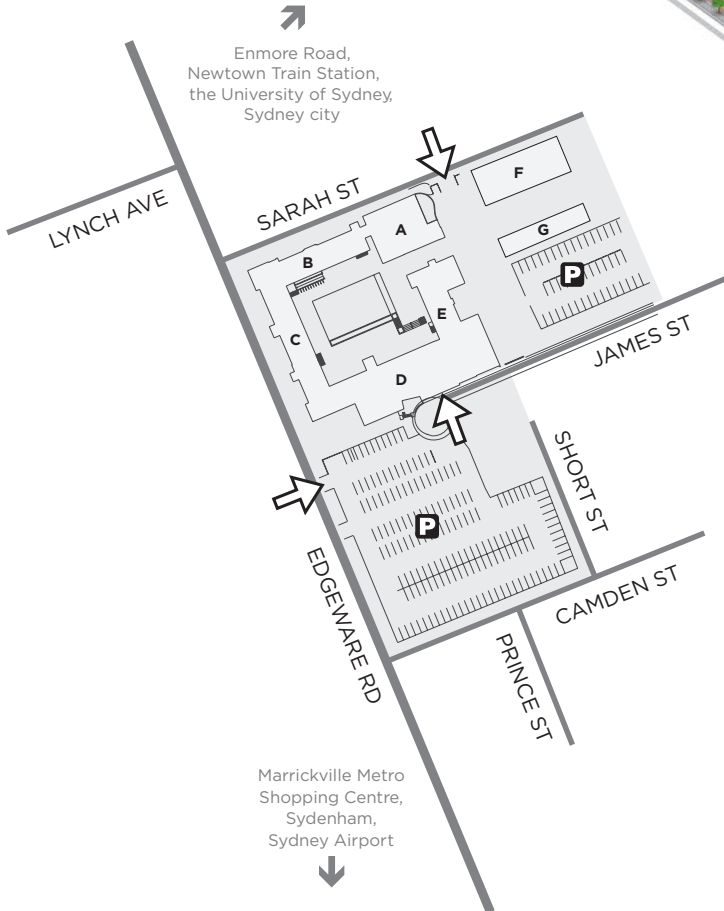 Enmore Road,
Newtown Train Station,
the University of Sydney,
Sydney city
LYNCH AVE
SARAH ST
F
A
G
B
P
E
C
JAMES ST
D
SHORT ST
P
EDGEWARE RD
CAMDEN ST
PRINCE ST
Marrickville Metro
Shopping Centre,
Sydenham,
Sydney Airport